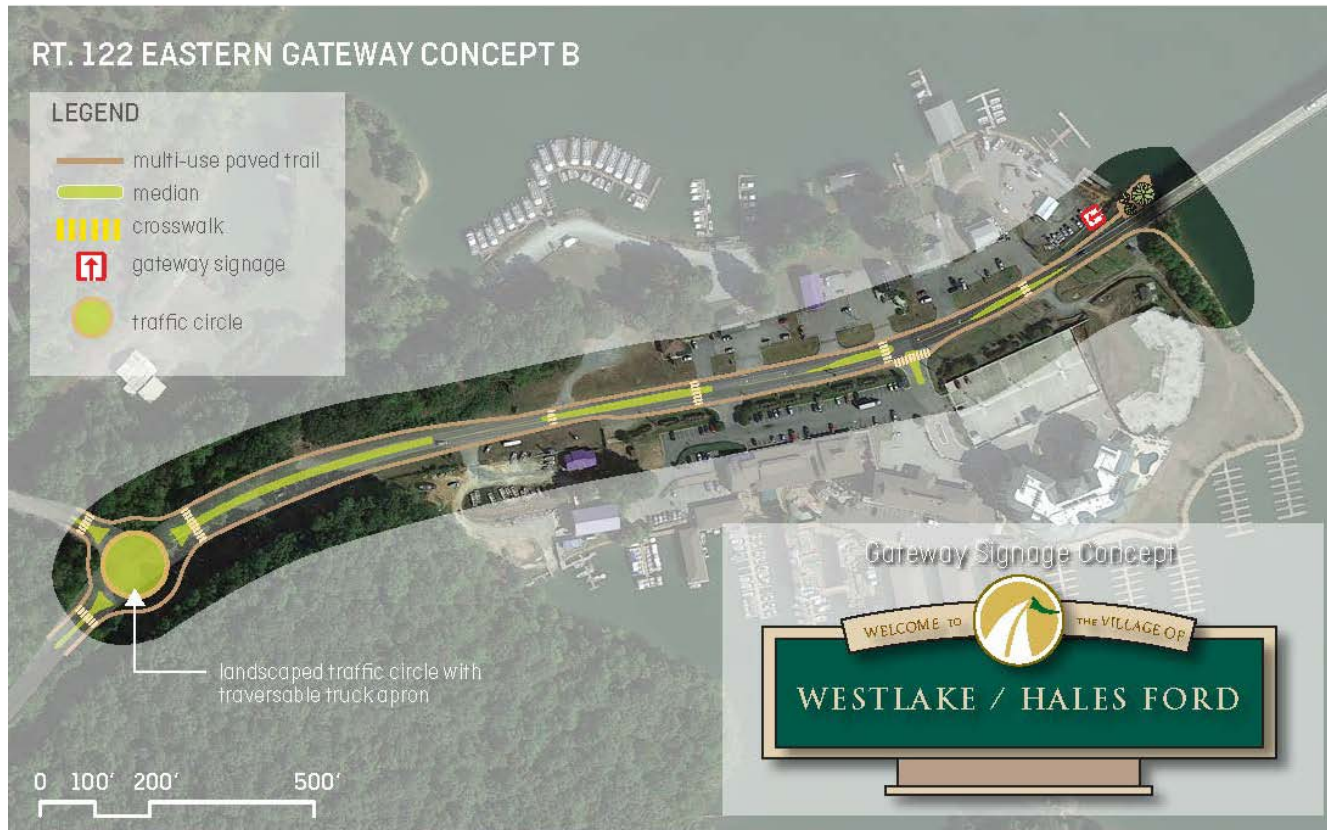 RT. 122 EASTERN GATEWAY CONCEPT B
LEGEND
multi-use paved trail
median
crosswalk
gateway signage
traffic circle
landscaped traffic circle with
traversable truck apron
0 100' 200' 500'
Gateway Signage Concept
WELCOME TO THE VILLAGE OF
WESTLAKE / HALES FORD